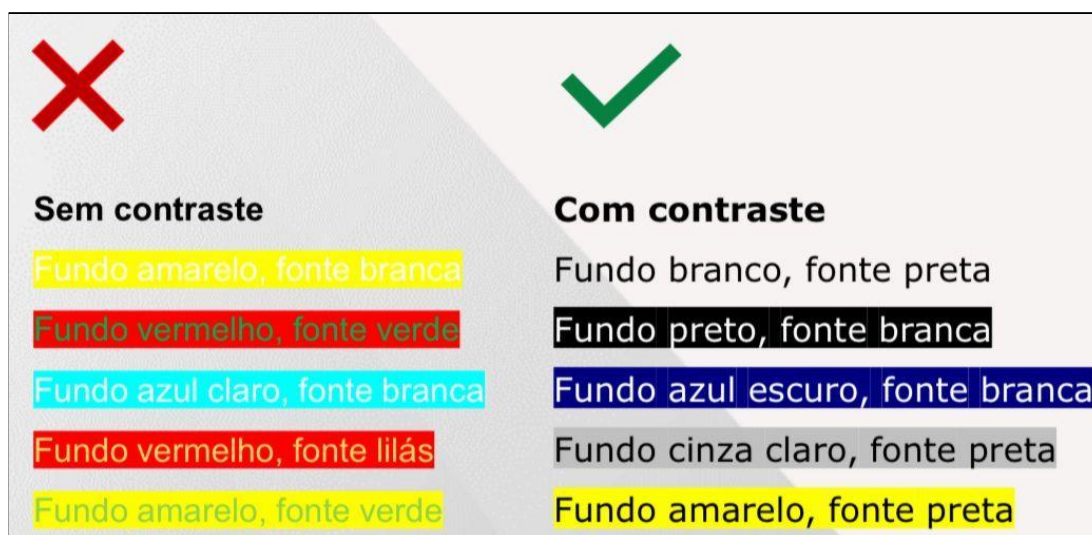 Sem contraste
Fundo amarelo, fonte branca
Fundo vermelho, fonte verde
Fundo azul claro, fonte branca
Fundo vermelho, fonte lilás
Fundo amarelo, fonte verde
Com contraste
Fundo branco, fonte preta
Fundo preto, fonte branca
Fundo azul escuro, fonte branca
Fundo cinza claro, fonte preta
Fundo amarelo, fonte preta